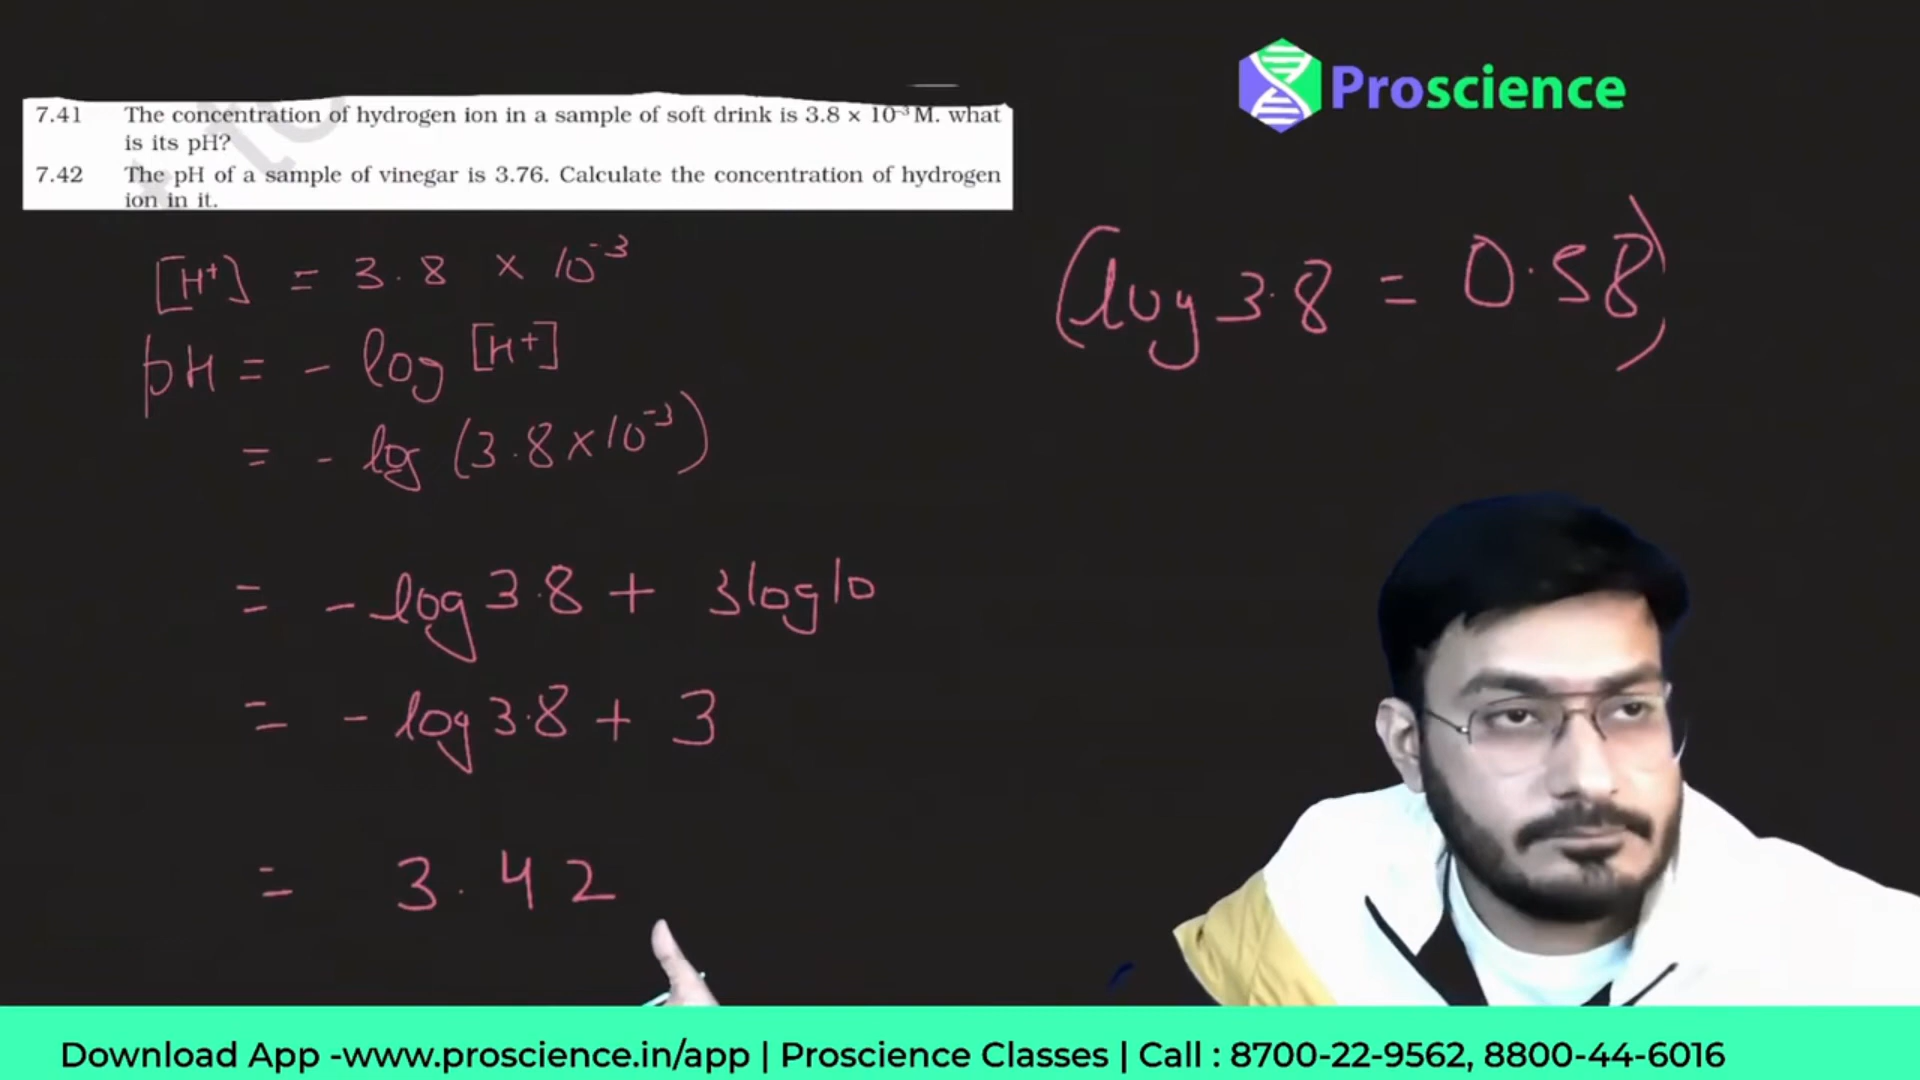 Proscience
7.41 The concentration of hydrogen ion in a sample of soft drink is 3.8 × 10⁻³M. what
is its pH?
7.42 The pH of a sample of vinegar is 3.76. Calculate the concentration of hydrogen
ion in it.
[H⁺] = 3.8 × 10⁻³
pH = - log [H⁺]
= - log (3.8×10⁻³)
= - log 3.8 + 3log10
= - log 3.8 + 3
= 3.42
(log 3.8 = 0.58)
Download App -www.proscience.in/app | Proscience Classes | Call : 8700-22-9562, 8800-44-6016